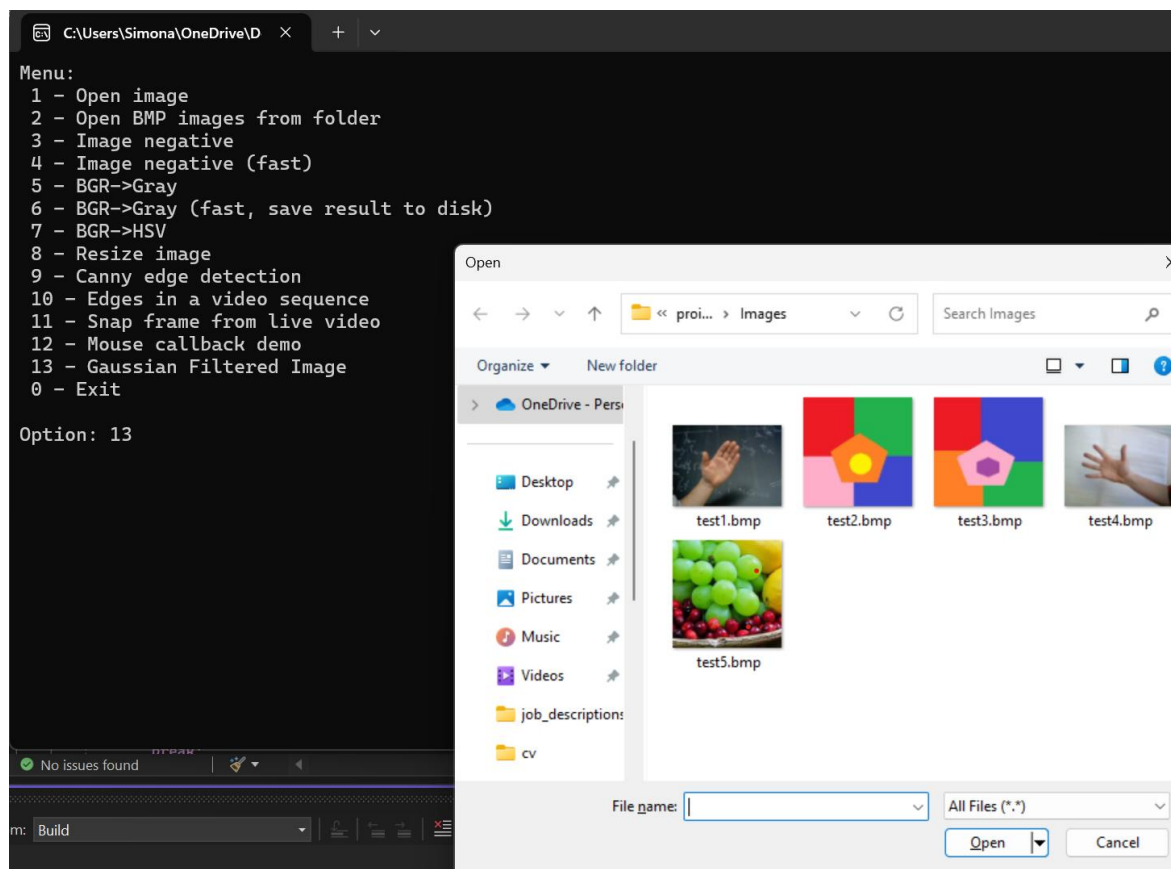 C:\Users\Simona\OneDrive\D
Menu:
1 - Open image
2 - Open BMP images from folder
3 - Image negative
4 - Image negative (fast)
5 - BGR->Gray
6 - BGR->Gray (fast, save result to disk)
7 - BGR->HSV
8 - Resize image
9 - Canny edge detection
10 - Edges in a video sequence
11 - Snap frame from live video
12 - Mouse callback demo
13 - Gaussian Filtered Image
0 - Exit
Option: 13
Open
« proi... › Images
Search Images
Organize
New folder
OneDrive - Pers
Desktop
Downloads
Documents
Pictures
Music
Videos
job_descriptions
cv
test1.bmp
test2.bmp
test3.bmp
test4.bmp
test5.bmp
File name:
All Files (*.*)
Open
Cancel
No issues found
m: Build